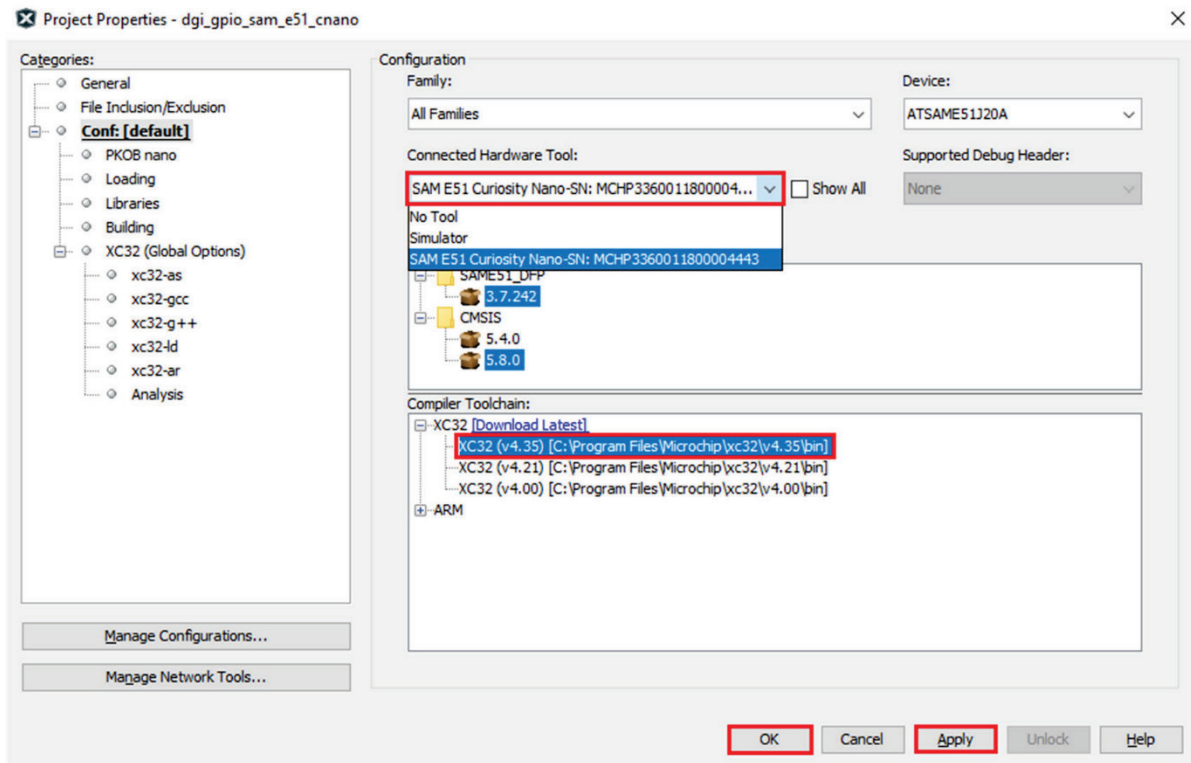 Project Properties - dgi_gpio_sam_e51_cnano
Categories:
General
File Inclusion/Exclusion
Conf: [default]
PKOB nano
Loading
Libraries
Building
XC32 (Global Options)
xc32-as
xc32-gcc
xc32-g++
xc32-ld
xc32-ar
Analysis
Manage Configurations...
Manage Network Tools...
Configuration
Family:
All Families
Device:
ATSAME51J20A
Connected Hardware Tool:
SAM E51 Curiosity Nano-SN: MCHP3360011800004...
Show All
Supported Debug Header:
None
No Tool
Simulator
SAM E51 Curiosity Nano-SN: MCHP3360011800004443
SAME51_DFP
3.7.242
CMSIS
5.4.0
5.8.0
Compiler Toolchain:
XC32 [Download Latest]
XC32 (v4.35) [C:\Program Files\Microchip\xc32\v4.35\bin]
XC32 (v4.21) [C:\Program Files\Microchip\xc32\v4.21\bin]
XC32 (v4.00) [C:\Program Files\Microchip\xc32\v4.00\bin]
ARM
OK
Cancel
Apply
Unlock
Help